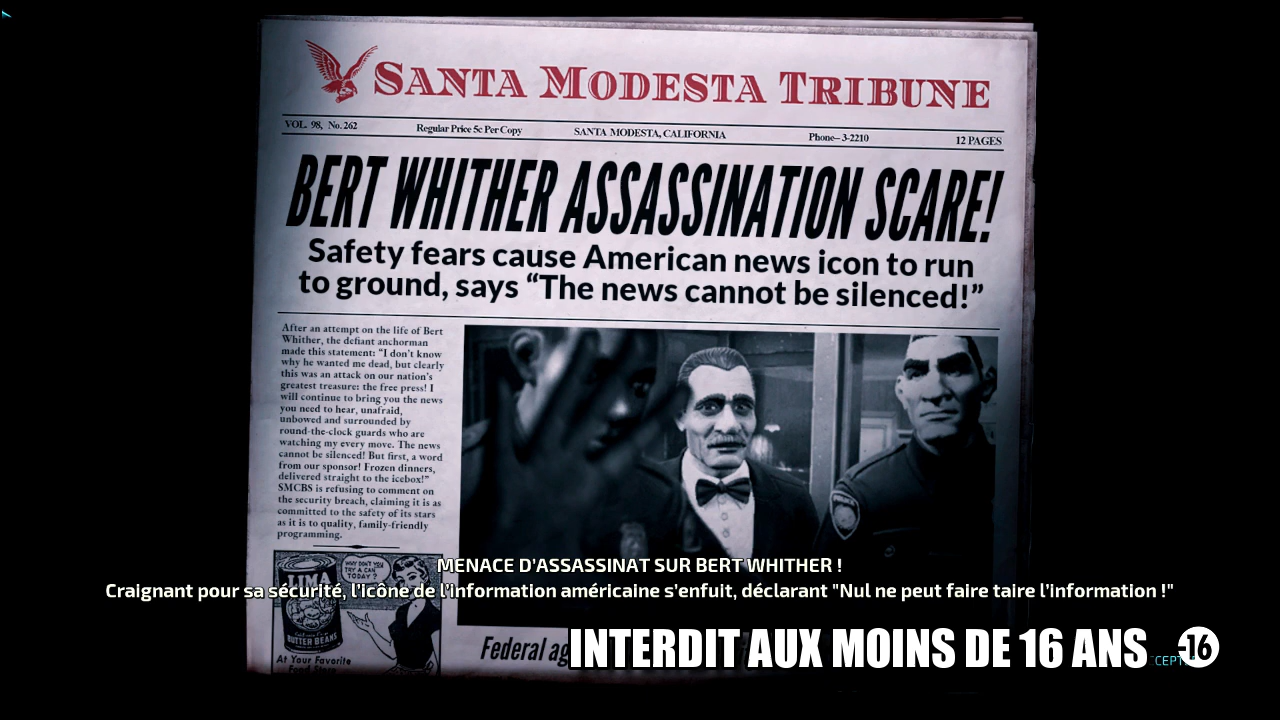 SANTA MODESTA TRIBUNE
VOL. 98, No. 262 Regular Price 5c Per Copy SANTA MODESTA, CALIFORNIA Phone–3-2210 12 PAGES
BERT WHITHER ASSASSINATION SCARE!
Safety fears cause American news icon to run
to ground, says “The news cannot be silenced!”
After an attempt on the life of Bert
Whither, the defiant anchorman
made this statement: “I don’t know
why he wanted me dead, but clearly
this was an attack on our nation’s
greatest treasure: the free press! I
will continue to bring you the news
you need to hear, unafraid,
unbowed and surrounded by
round-the-clock guards who are
watching my every move. The news
cannot be silenced! But first, a word
from our sponsor! Frozen dinners,
delivered straight to the icebox!”
SMCBS is refusing to comment on
the security breach, claiming it is as
committed to the safety of its stars
as it is to quality, family-friendly
programming.
MENACE D’ASSASSINAT SUR BERT WHITHER !
Craignant pour sa sécurité, l’icône de l’information américaine s’enfuit, déclarant "Nul ne peut faire taire l’information !"
LIMA
BUTTER BEANS
WHY DON'T YOU
TRY A CAN
TODAY?
At Your Favorite
Food Store
Federal
INTERDIT AUX MOINS DE 16 ANS -16